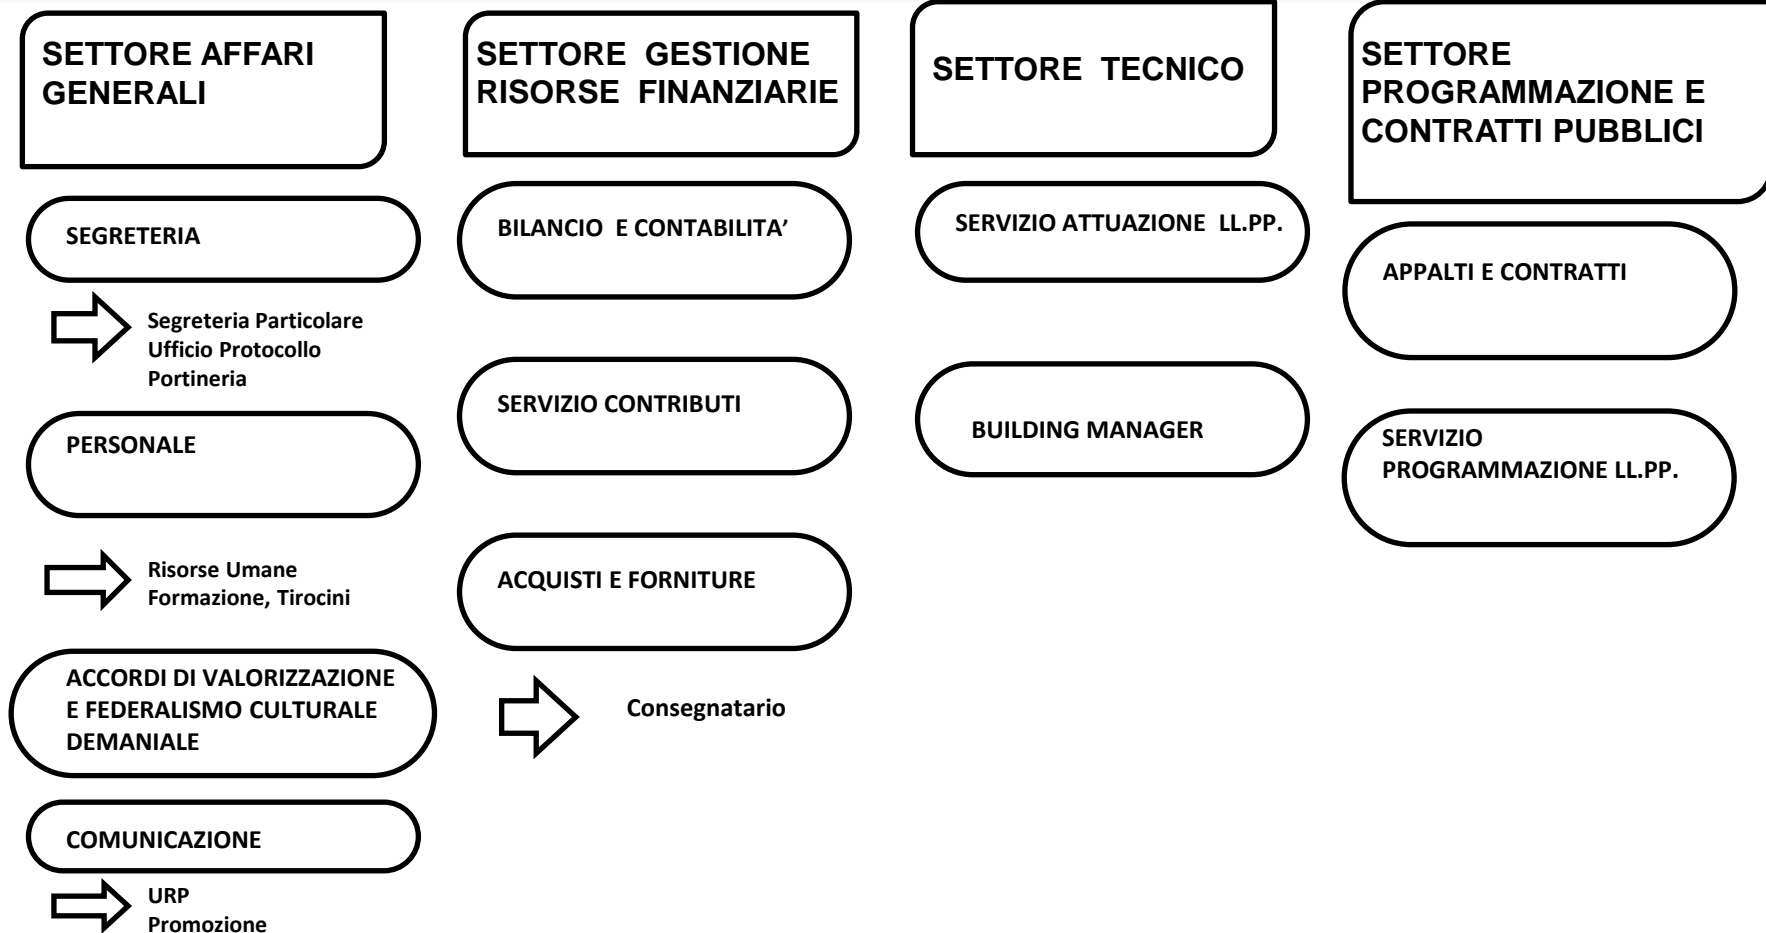 SETTORE AFFARI
GENERALI
SEGRETERIA
Segreteria Particolare
Ufficio Protocollo
Portineria
PERSONALE
Risorse Umane
Formazione, Tirocini
ACCORDI DI VALORIZZAZIONE
E FEDERALISMO CULTURALE
DEMANIALE
COMUNICAZIONE
URP
Promozione
SETTORE GESTIONE
RISORSE FINANZIARIE
BILANCIO E CONTABILITA’
SERVIZIO CONTRIBUTI
ACQUISTI E FORNITURE
Consegnatario
SETTORE TECNICO
SERVIZIO ATTUAZIONE LL.PP.
BUILDING MANAGER
SETTORE
PROGRAMMAZIONE E
CONTRATTI PUBBLICI
APPALTI E CONTRATTI
SERVIZIO
PROGRAMMAZIONE LL.PP.